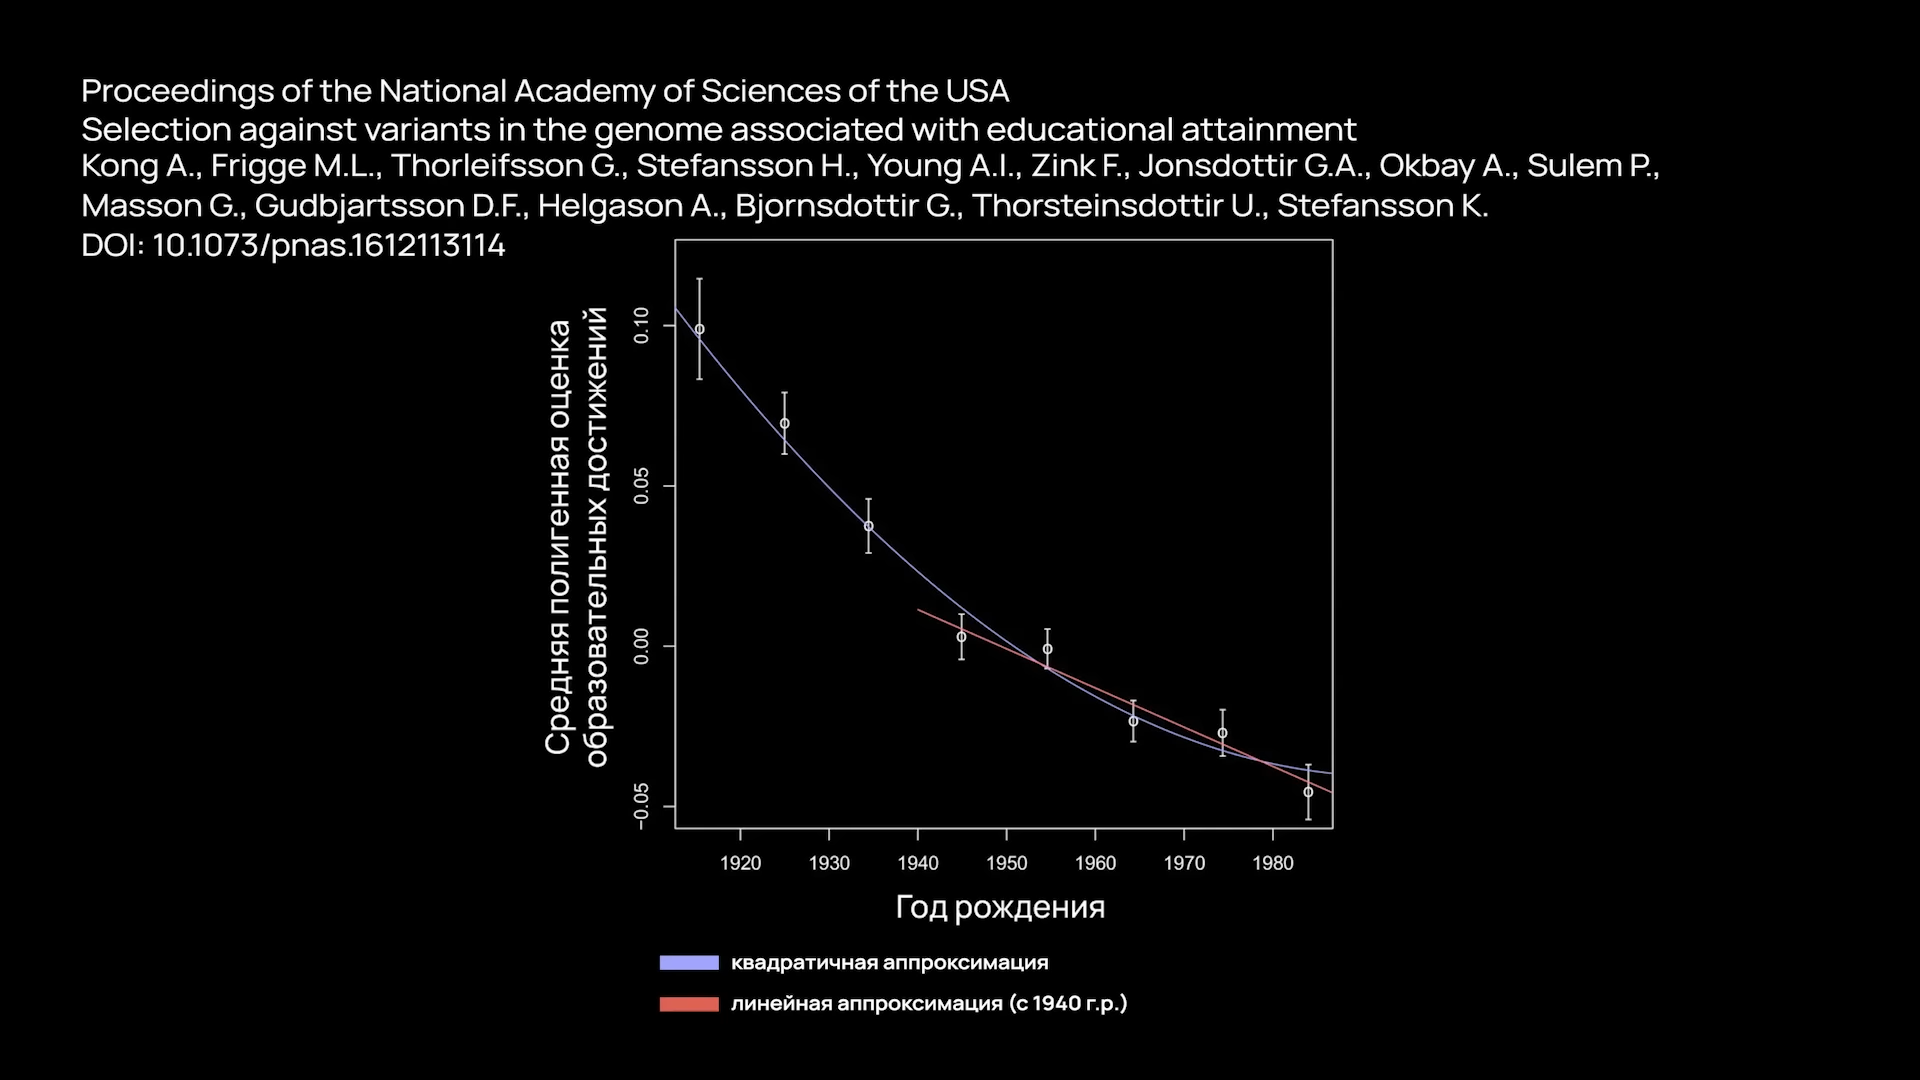 Proceedings of the National Academy of Sciences of the USA
Selection against variants in the genome associated with educational attainment
Kong A., Frigge M.L., Thorleifsson G., Stefansson H., Young A.I., Zink F., Jonsdottir G.A., Okbay A., Sulem P.,
Masson G., Gudbjartsson D.F., Helgason A., Bjornsdottir G., Thorsteinsdottir U., Stefansson K.
DOI: 10.1073/pnas.1612113114
Средняя полигенная оценка
образовательных достижений
0.10
0.05
0.00
−0.05
1920 1930 1940 1950 1960 1970 1980
Год рождения
квадратичная аппроксимация
линейная аппроксимация (с 1940 г.р.)